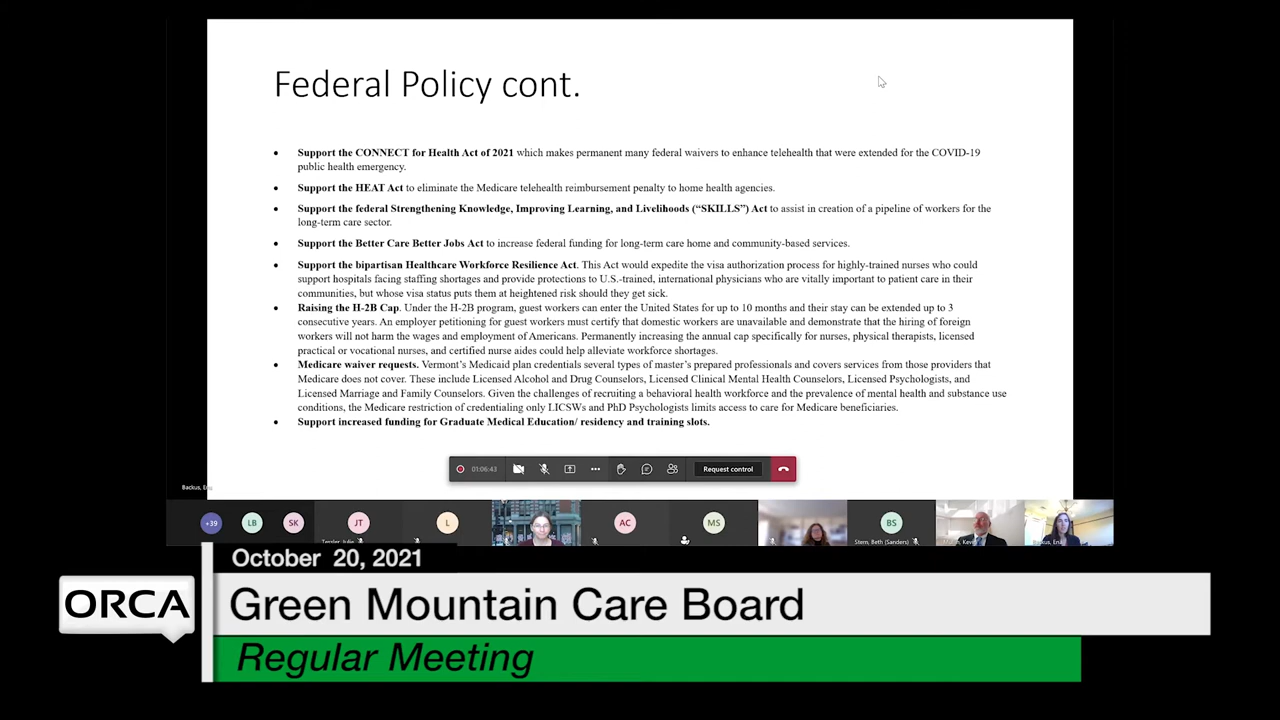 Federal Policy cont.
• Support the CONNECT for Health Act of 2021 which makes permanent many federal waivers to enhance telehealth that were extended for the COVID-19
public health emergency.
• Support the HEAT Act to eliminate the Medicare telehealth reimbursement penalty to home health agencies.
• Support the federal Strengthening Knowledge, Improving Learning, and Livelihoods (“SKILLS”) Act to assist in creation of a pipeline of workers for the
long-term care sector.
• Support the Better Care Better Jobs Act to increase federal funding for long-term care home and community-based services.
• Support the bipartisan Healthcare Workforce Resilience Act. This Act would expedite the visa authorization process for highly-trained nurses who could
support hospitals facing staffing shortages and provide protections to U.S.-trained, international physicians who are vitally important to patient care in their
communities, but whose visa status puts them at heightened risk should they get sick.
• Raising the H-2B Cap. Under the H-2B program, guest workers can enter the United States for up to 10 months and their stay can be extended up to 3
consecutive years. An employer petitioning for guest workers must certify that domestic workers are unavailable and demonstrate that the hiring of foreign
workers will not harm the wages and employment of Americans. Permanently increasing the annual cap specifically for nurses, physical therapists, licensed
practical or vocational nurses, and certified nurse aides could help alleviate workforce shortages.
• Medicare waiver requests. Vermont’s Medicaid plan credentials several types of master’s prepared professionals and covers services from those providers that
Medicare does not cover. These include Licensed Alcohol and Drug Counselors, Licensed Clinical Mental Health Counselors, Licensed Psychologists, and
Licensed Marriage and Family Counselors. Given the challenges of recruiting a behavioral health workforce and the prevalence of mental health and substance use
conditions, the Medicare restriction of credentialing only LICSWs and PhD Psychologists limits access to care for Medicare beneficiaries.
• Support increased funding for Graduate Medical Education/ residency and training slots.
01:06:43 Request control
Backus,
+39 LB SK JT L AC MS BS
Stern, Beth (Sanders)
October 20, 2021
ORCA
Green Mountain Care Board
Regular Meeting